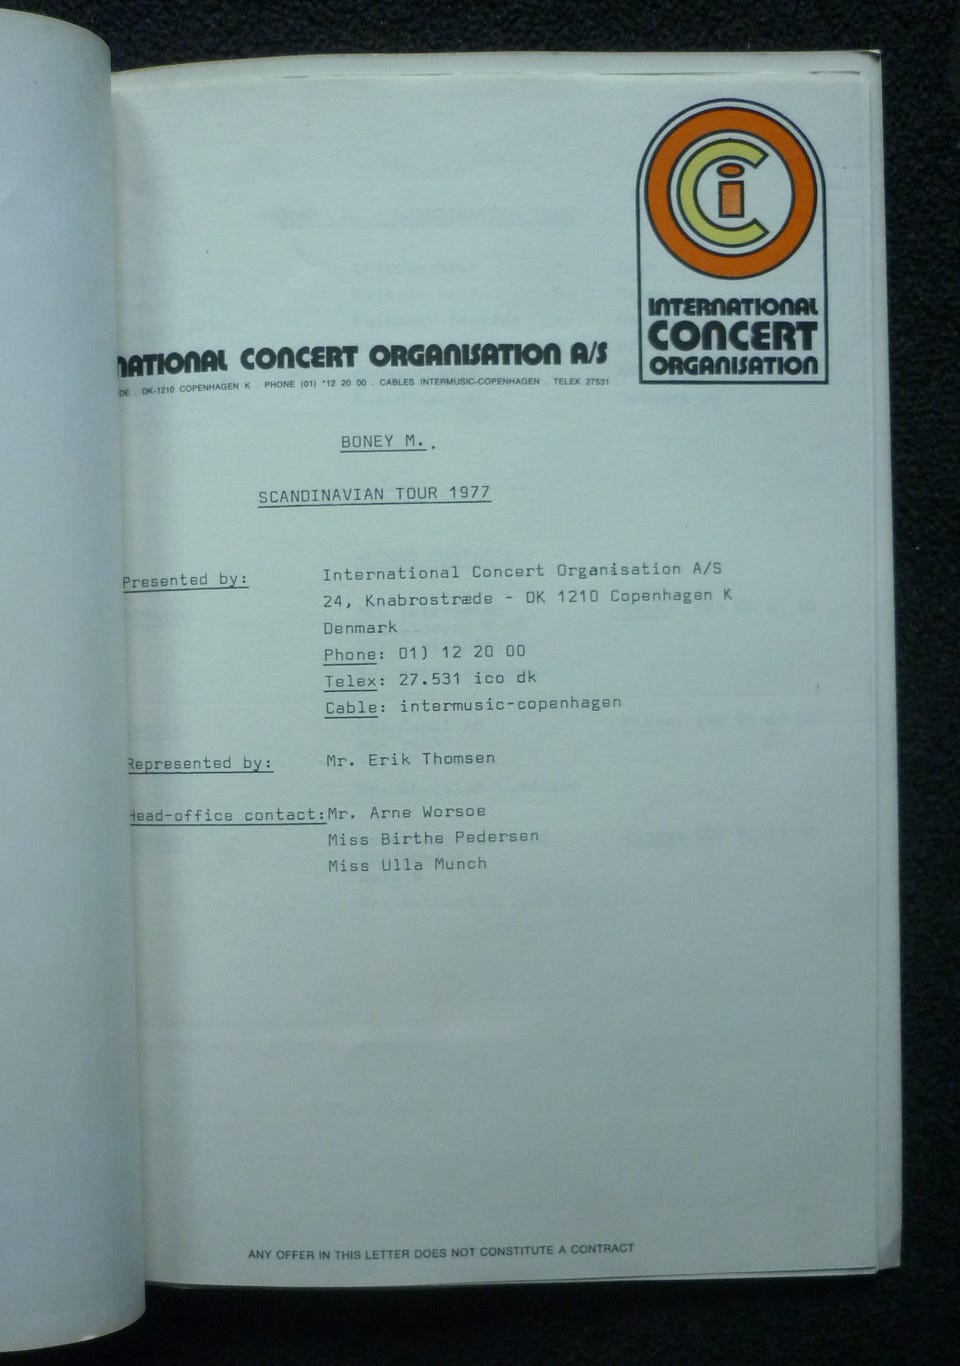 Ci
INTERNATIONAL
CONCERT
ORGANISATION
NATIONAL CONCERT ORGANISATION A/S
DE . DK-1210 COPENHAGEN K . PHONE (01) *12 20 00 . CABLES INTERMUSIC-COPENHAGEN . TELEX 27531
BONEY M. .
SCANDINAVIAN TOUR 1977
Presented by: International Concert Organisation A/S
24, Knabrostræde - DK 1210 Copenhagen K
Denmark
Phone: 01) 12 20 00
Telex: 27.531 ico dk
Cable: intermusic-copenhagen
Represented by: Mr. Erik Thomsen
Head-office contact: Mr. Arne Worsoe
Miss Birthe Pedersen
Miss Ulla Munch
ANY OFFER IN THIS LETTER DOES NOT CONSTITUTE A CONTRACT